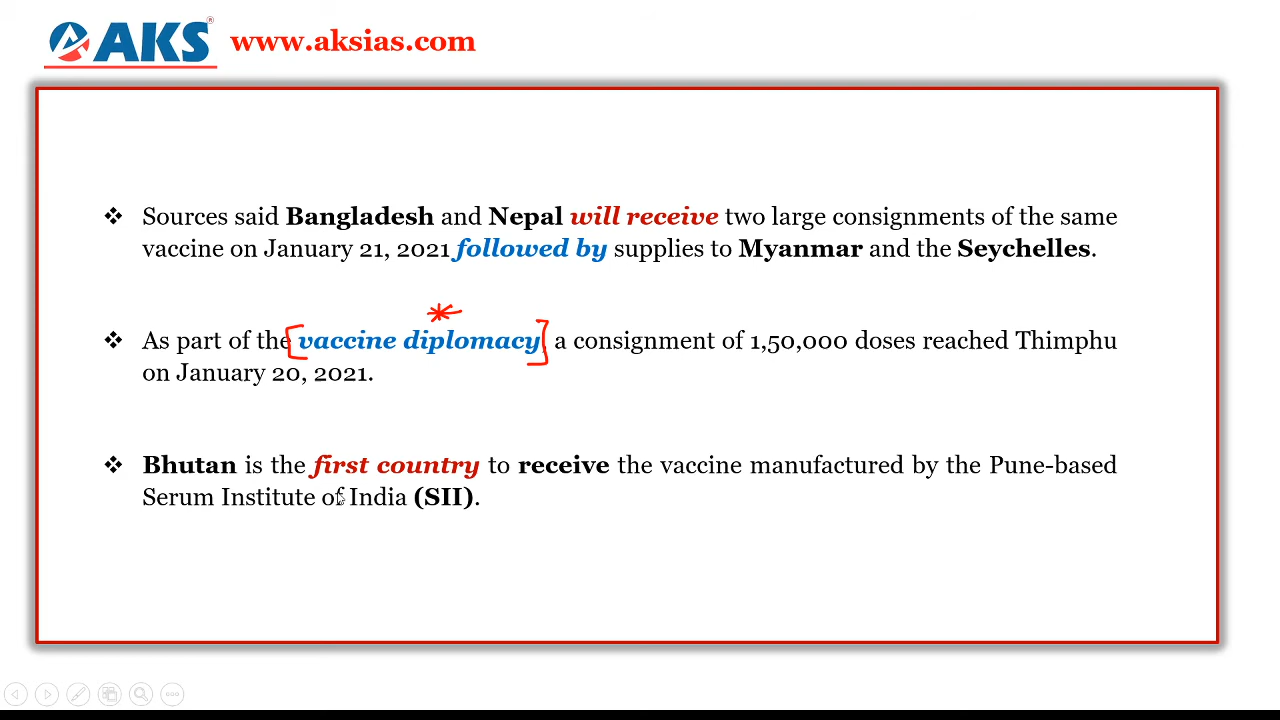 AKS® www.aksias.com
❖ Sources said Bangladesh and Nepal will receive two large consignments of the same
vaccine on January 21, 2021 followed by supplies to Myanmar and the Seychelles.
❖ As part of the vaccine diplomacy, a consignment of 1,50,000 doses reached Thimphu
on January 20, 2021.
❖ Bhutan is the first country to receive the vaccine manufactured by the Pune-based
Serum Institute of India (SII).